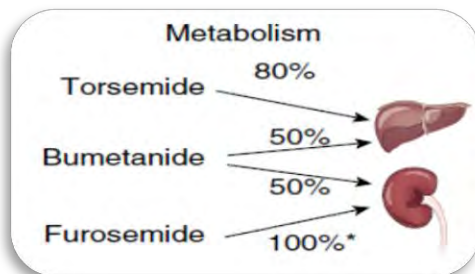 Metabolism
80%
Torsemide
50%
Bumetanide
50%
Furosemide
100%*